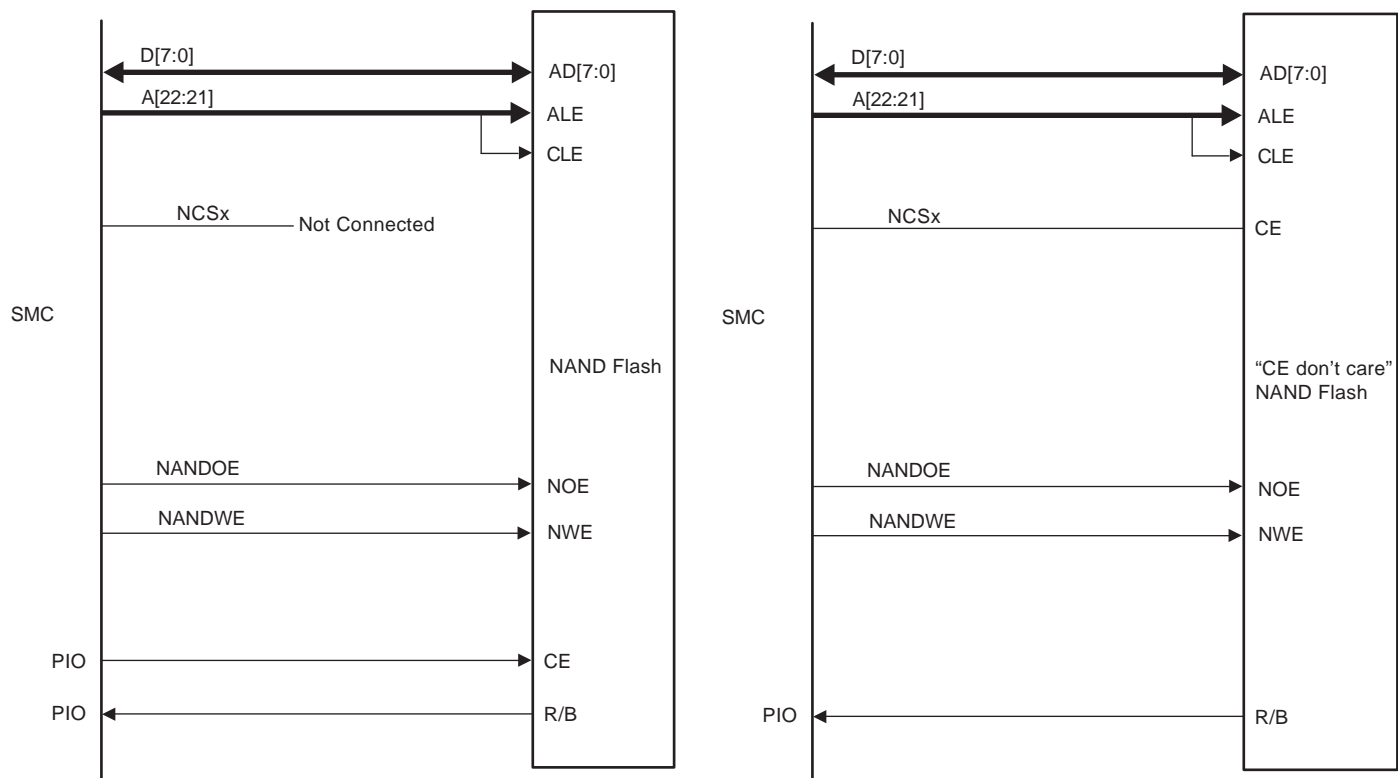 D[7:0]
AD[7:0]
A[22:21]
ALE
CLE
NCSx
Not Connected
SMC
NAND Flash
NANDOE
NOE
NANDWE
NWE
PIO
CE
PIO
R/B
D[7:0]
AD[7:0]
A[22:21]
ALE
CLE
NCSx
CE
SMC
“CE don’t care”
NAND Flash
NANDOE
NOE
NANDWE
NWE
PIO
R/B